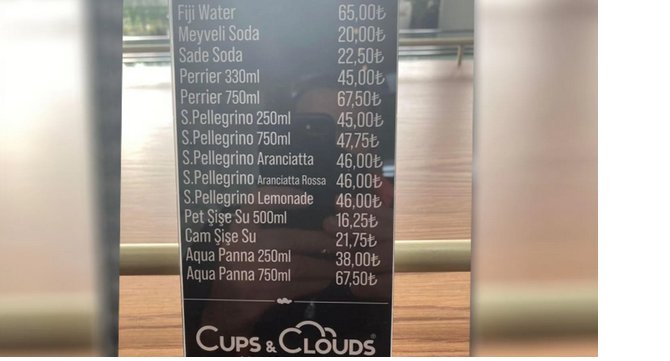 Fiji Water 65,00₺
Meyveli Soda 20,00₺
Sade Soda 22,50₺
Perrier 330ml 45,00₺
Perrier 750ml 67,50₺
S.Pellegrino 250ml 45,00₺
S.Pellegrino 750ml 47,75₺
S.Pellegrino Aranciatta 46,00₺
S.Pellegrino Aranciatta Rossa 46,00₺
S.Pellegrino Lemonade 46,00₺
Pet Şişe Su 500ml 16,25₺
Cam Şişe Su 21,75₺
Aqua Panna 250ml 38,00₺
Aqua Panna 750ml 67,50₺
CUPS & CLOUDS